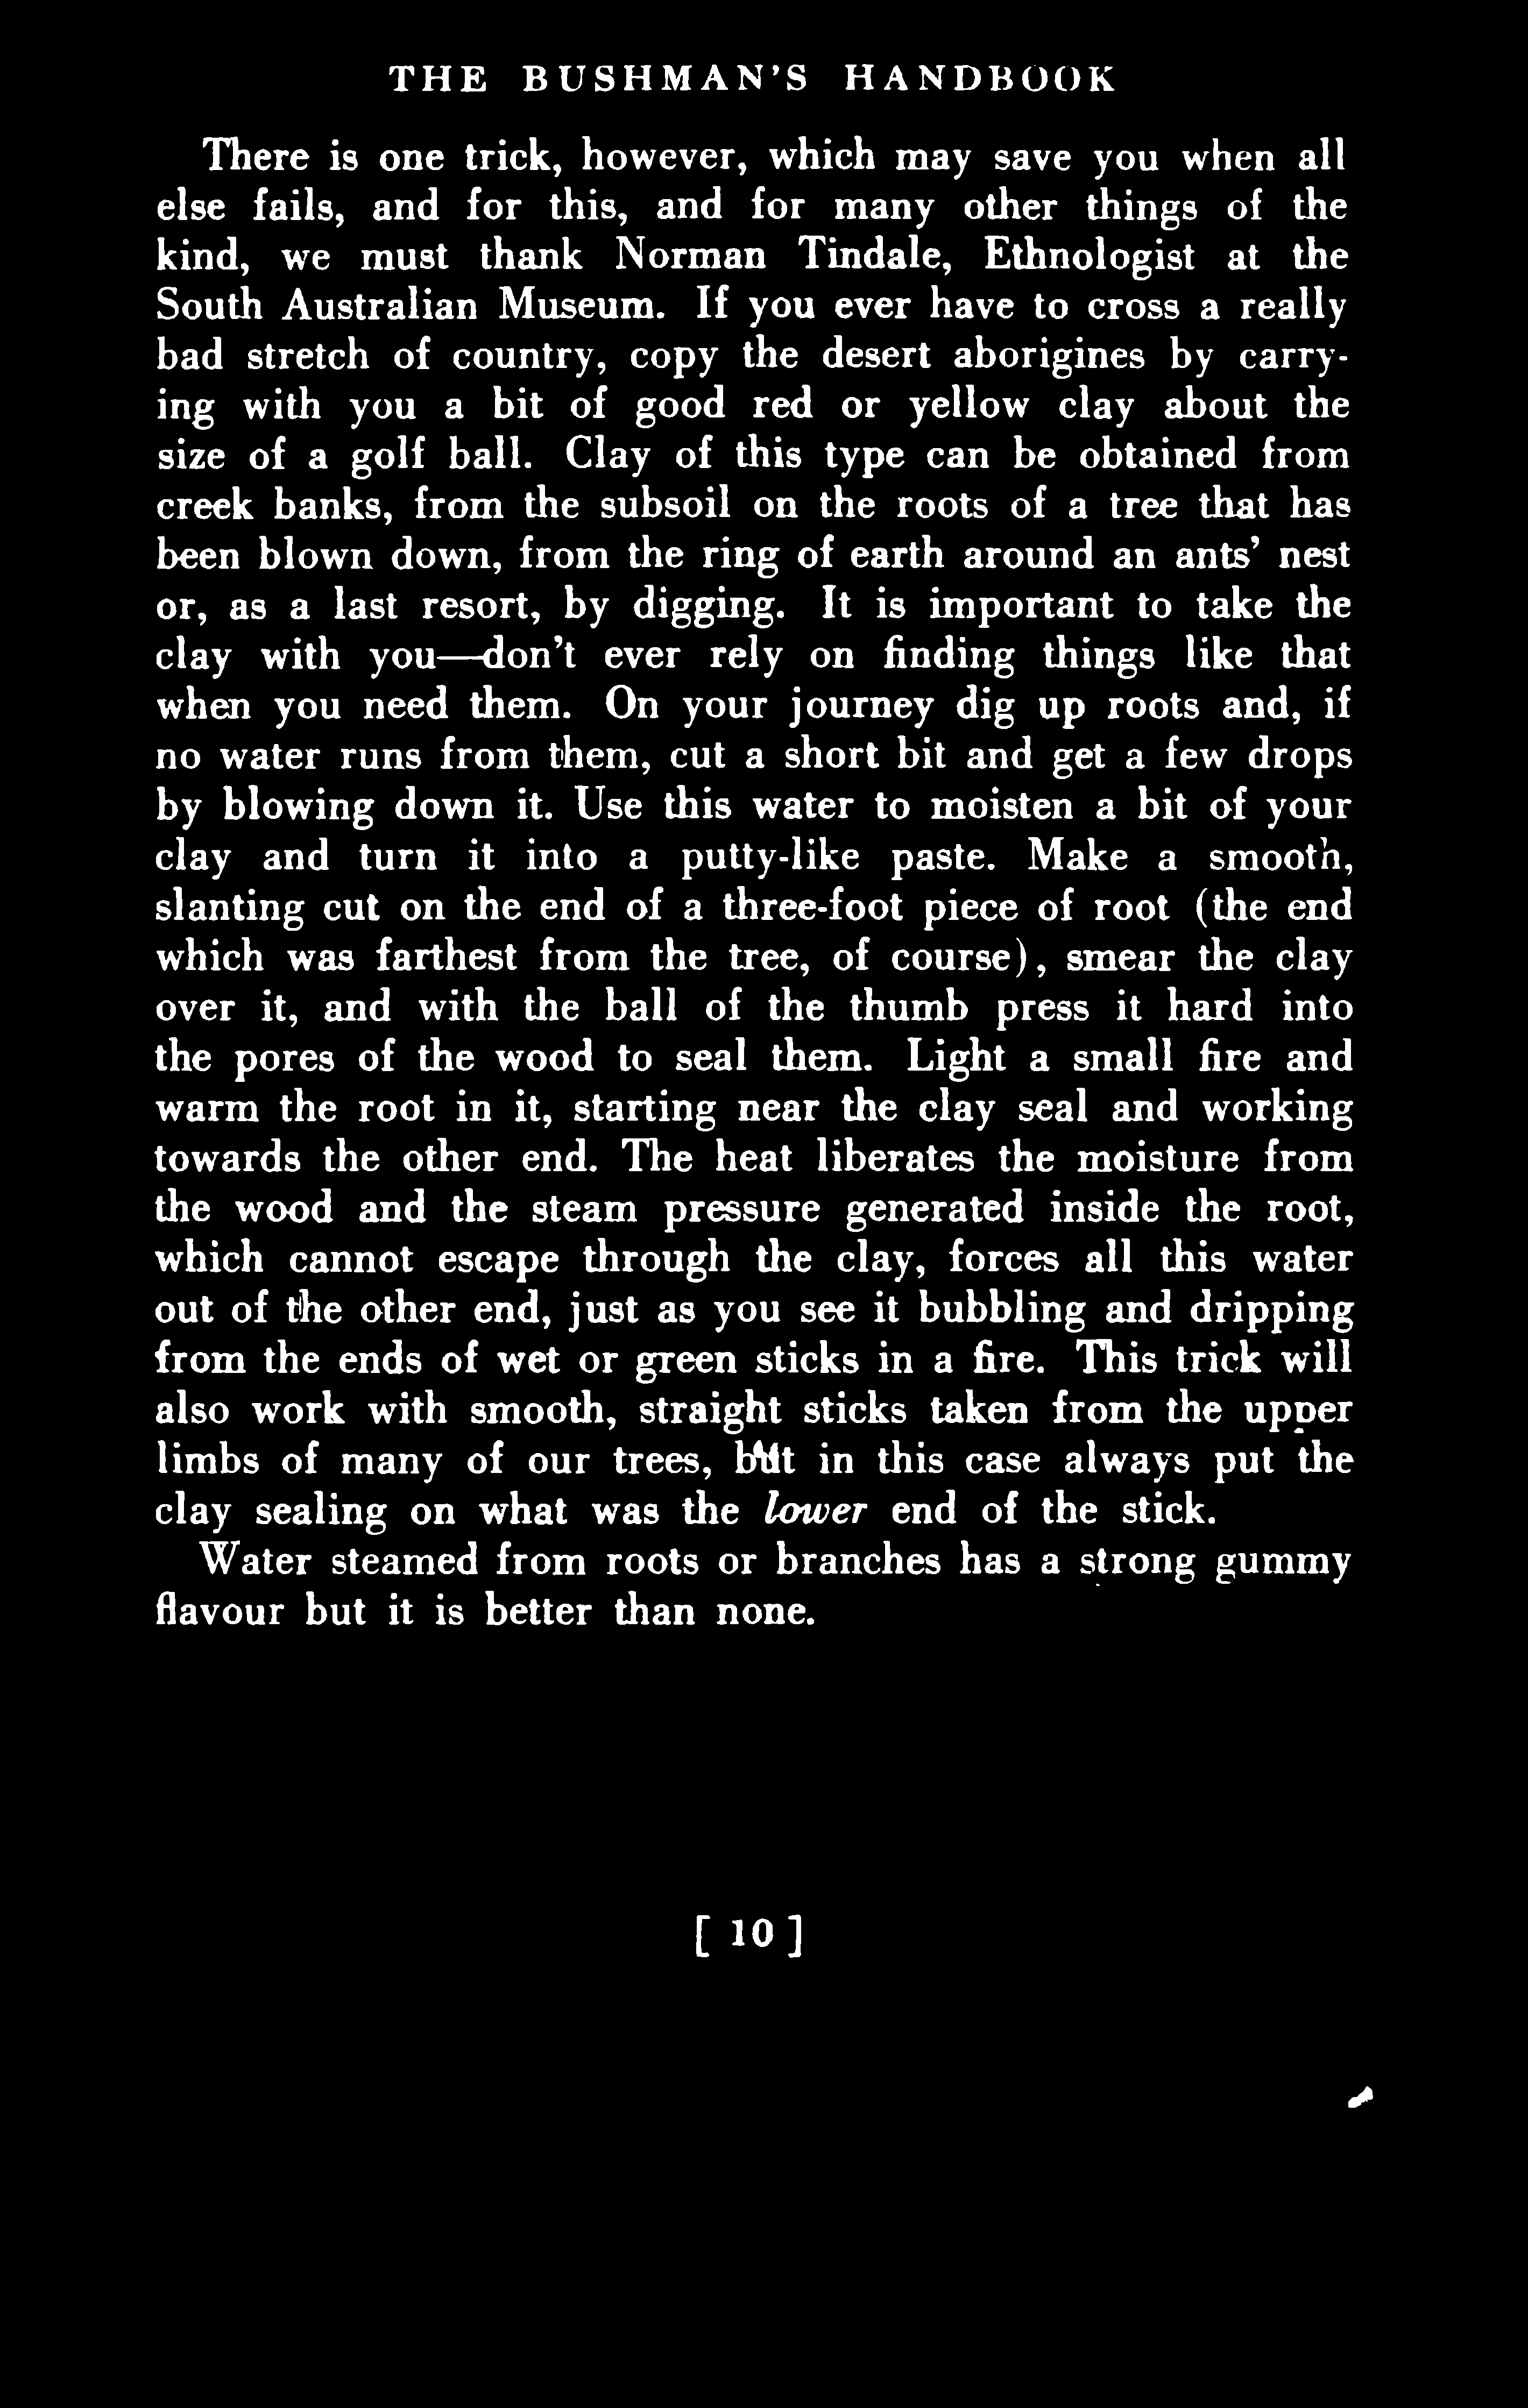 THE BUSHMAN'S HANDBOOK
There is one trick, however, which may save you when all
else fails, and for this, and for many other things of the
kind, we must thank Norman Tindale, Ethnologist at the
South Australian Museum. If you ever have to cross a really
bad stretch of country, copy the desert aborigines by carry-
ing with you a bit of good red or yellow clay about the
size of a golf ball. Clay of this type can be obtained from
creek banks, from the subsoil on the roots of a tree that has
been blown down, from the ring of earth around an ants' nest
or, as a last resort, by digging. It is important to take the
clay with you—don't ever rely on finding things like that
when you need them. On your journey dig up roots and, if
no water runs from them, cut a short bit and get a few drops
by blowing down it. Use this water to moisten a bit of your
clay and turn it into a putty-like paste. Make a smooth,
slanting cut on the end of a three-foot piece of root (the end
which was farthest from the tree, of course), smear the clay
over it, and with the ball of the thumb press it hard into
the pores of the wood to seal them. Light a small fire and
warm the root in it, starting near the clay seal and working
towards the other end. The heat liberates the moisture from
the wood and the steam pressure generated inside the root,
which cannot escape through the clay, forces all this water
out of the other end, just as you see it bubbling and dripping
from the ends of wet or green sticks in a fire. This trick will
also work with smooth, straight sticks taken from the upper
limbs of many of our trees, but in this case always put the
clay sealing on what was the lower end of the stick.
Water steamed from roots or branches has a strong gummy
flavour but it is better than none.
[ 10 ]